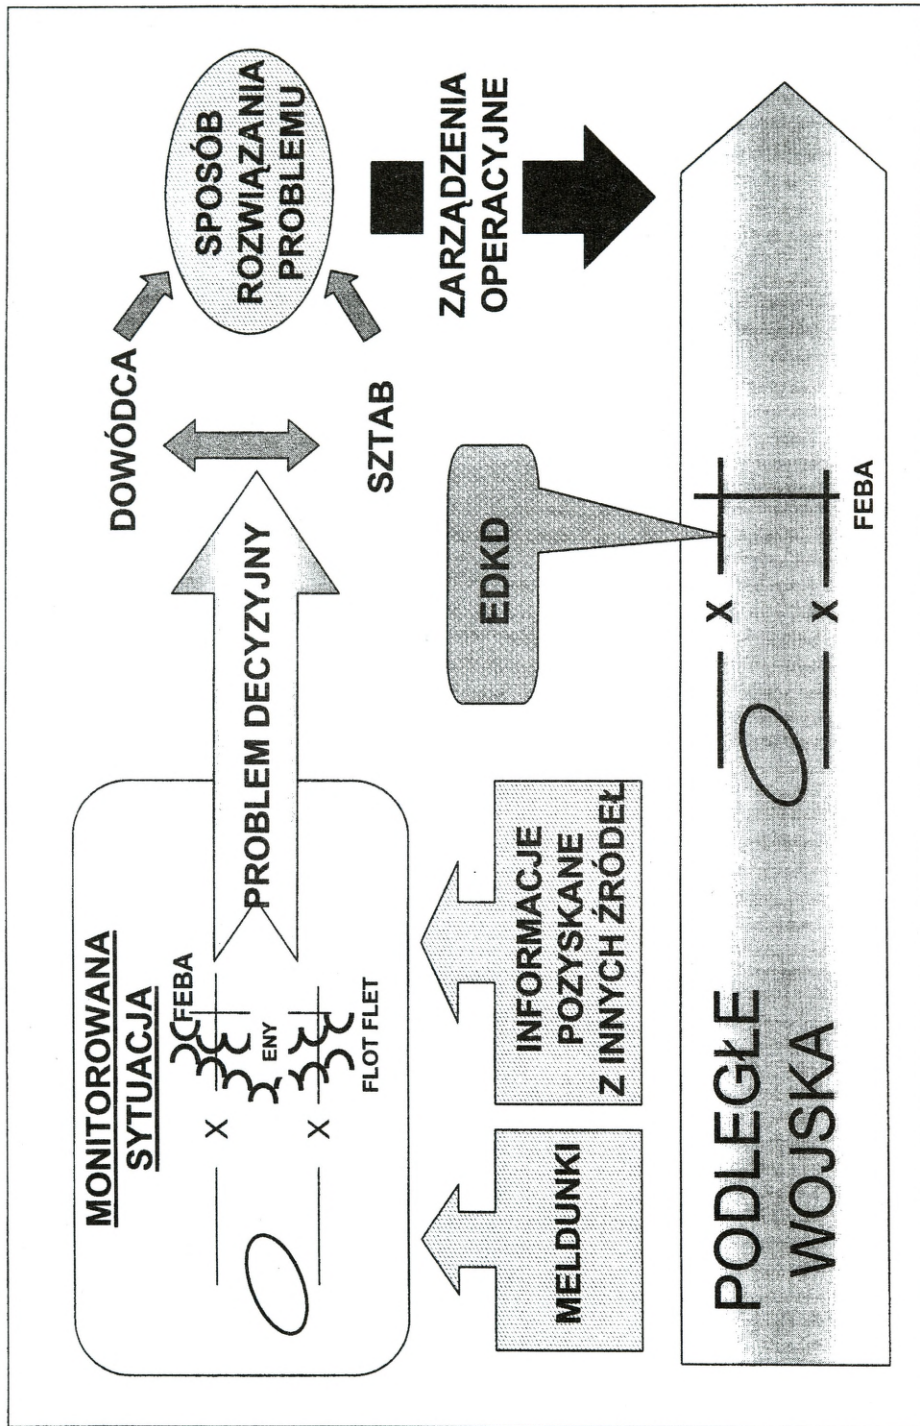 MONITOROWANA
SYTUACJA
FEBA
X
ENY
X
FLOT FLET
PROBLEM DECYZYJNY
DOWÓDCA
SZTAB
SPOSÓB
ROZWIĄZANIA
PROBLEMU
MELDUNKI
INFORMACJE
POZYSKANE
Z INNYCH ŹRÓDEŁ
EDKD
ZARZĄDZENIA
OPERACYJNE
PODLEGŁE
WOJSKA
X
X
FEBA